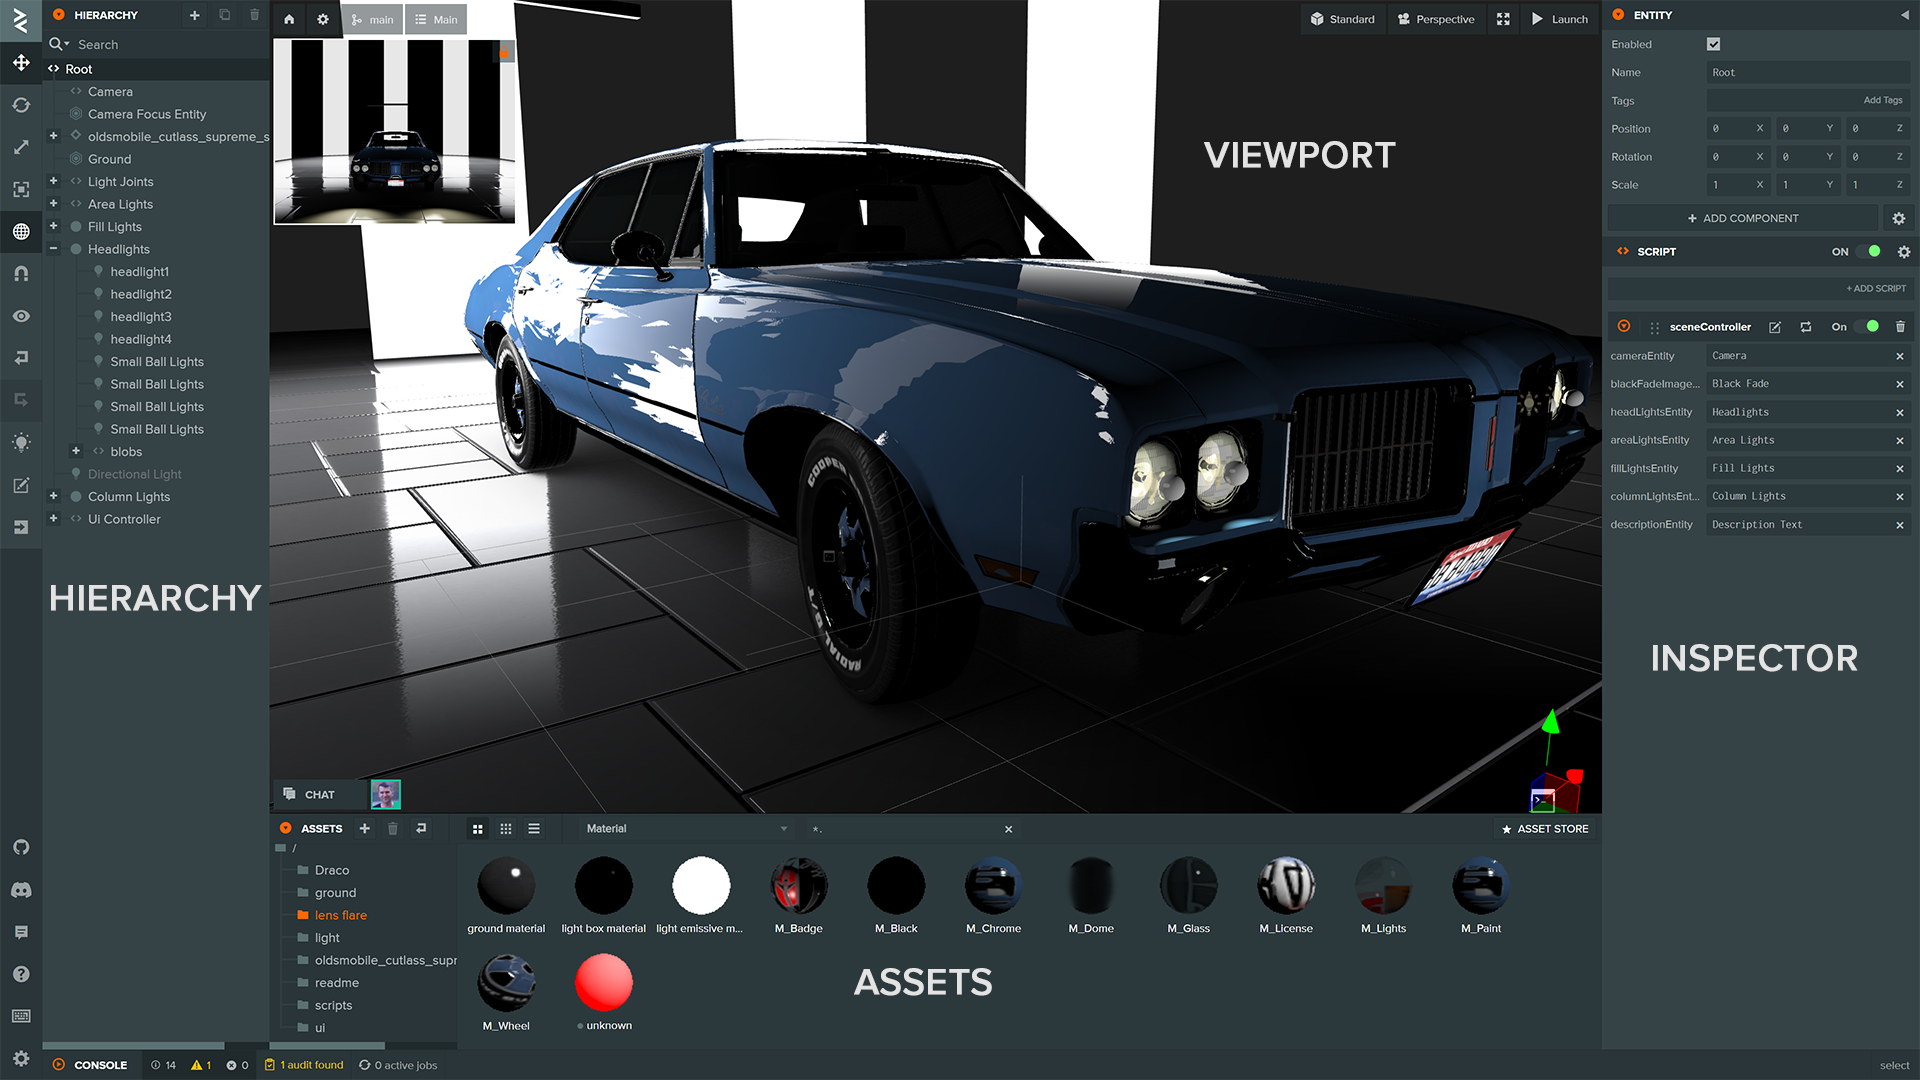 HIERARCHY
Search
Root
Camera
Camera Focus Entity
oldsmobile_cutlass_supreme_s
Ground
Light Joints
Area Lights
Fill Lights
Headlights
headlight1
headlight2
headlight3
headlight4
Small Ball Lights
Small Ball Lights
Small Ball Lights
Small Ball Lights
blobs
Directional Light
Column Lights
Ui Controller
HIERARCHY
main
Main
Standard
Perspective
Launch
VIEWPORT
COOPER
RADIAL G/T
CHAT
ENTITY
Enabled
Name Root
Tags Add Tags
Position 0 X 0 Y 0 Z
Rotation 0 X 0 Y 0 Z
Scale 1 X 1 Y 1 Z
+ ADD COMPONENT
SCRIPT ON
+ ADD SCRIPT
sceneController On
cameraEntity Camera
blackFadeImage... Black Fade
headLightsEntity Headlights
areaLightsEntity Area Lights
fillLightsEntity Fill Lights
columnLightsEnt... Column Lights
descriptionEntity Description Text
INSPECTOR
ASSETS
Material
*.
ASSET STORE
/
Draco
ground
lens flare
light
oldsmobile_cutlass_supr
readme
scripts
ui
ground material
light box material
light emissive m...
M_Badge
M_Black
M_Chrome
M_Dome
M_Glass
M_License
M_Lights
M_Paint
M_Wheel
unknown
ASSETS
CONSOLE 14 1 0 1 audit found 0 active jobs
select